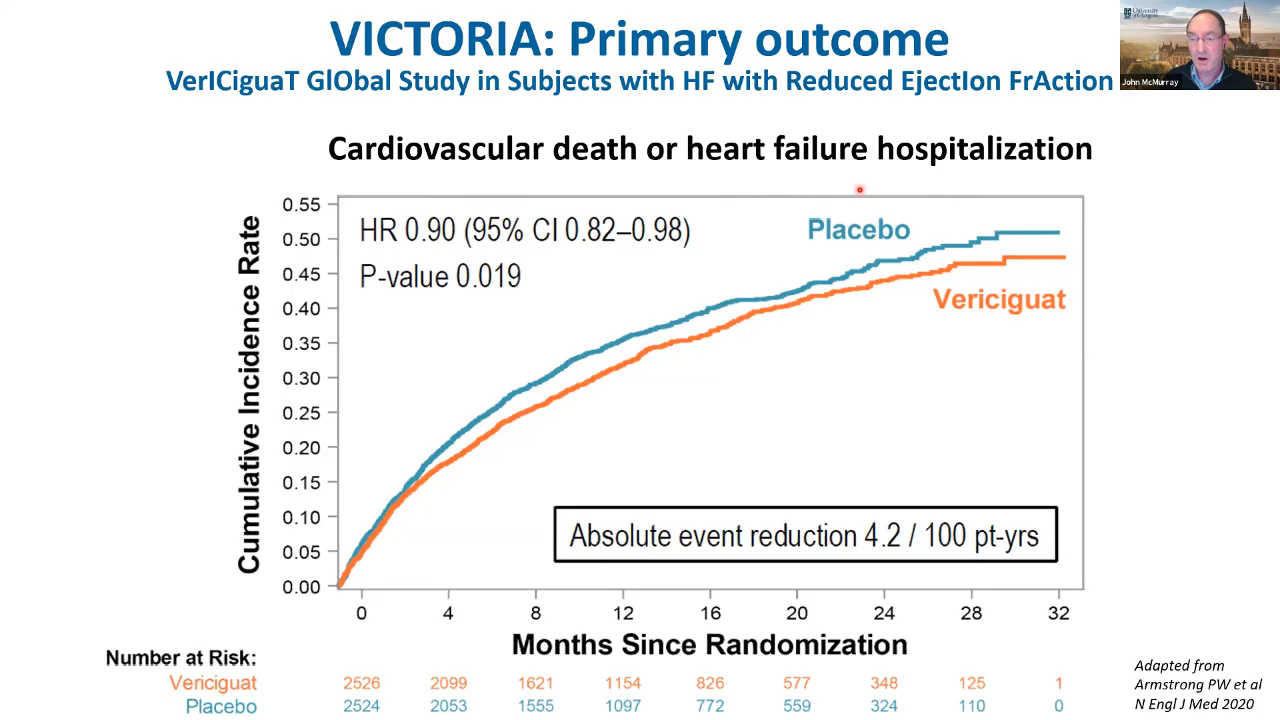 VICTORIA: Primary outcome
VerICiguaT GlObal Study in Subjects with HF with Reduced EjectIon FrAction
University of Glasgow
John McMurray
Cardiovascular death or heart failure hospitalization
HR 0.90 (95% CI 0.82–0.98)
P-value 0.019
Placebo
Vericiguat
Absolute event reduction 4.2 / 100 pt-yrs
Cumulative Incidence Rate
0.55
0.50
0.45
0.40
0.35
0.30
0.25
0.20
0.15
0.10
0.05
0.00
0 4 8 12 16 20 24 28 32
Months Since Randomization
Number at Risk:
Vericiguat 2526 2099 1621 1154 826 577 348 125 1
Placebo 2524 2053 1555 1097 772 559 324 110 0
Adapted from
Armstrong PW et al
N Engl J Med 2020